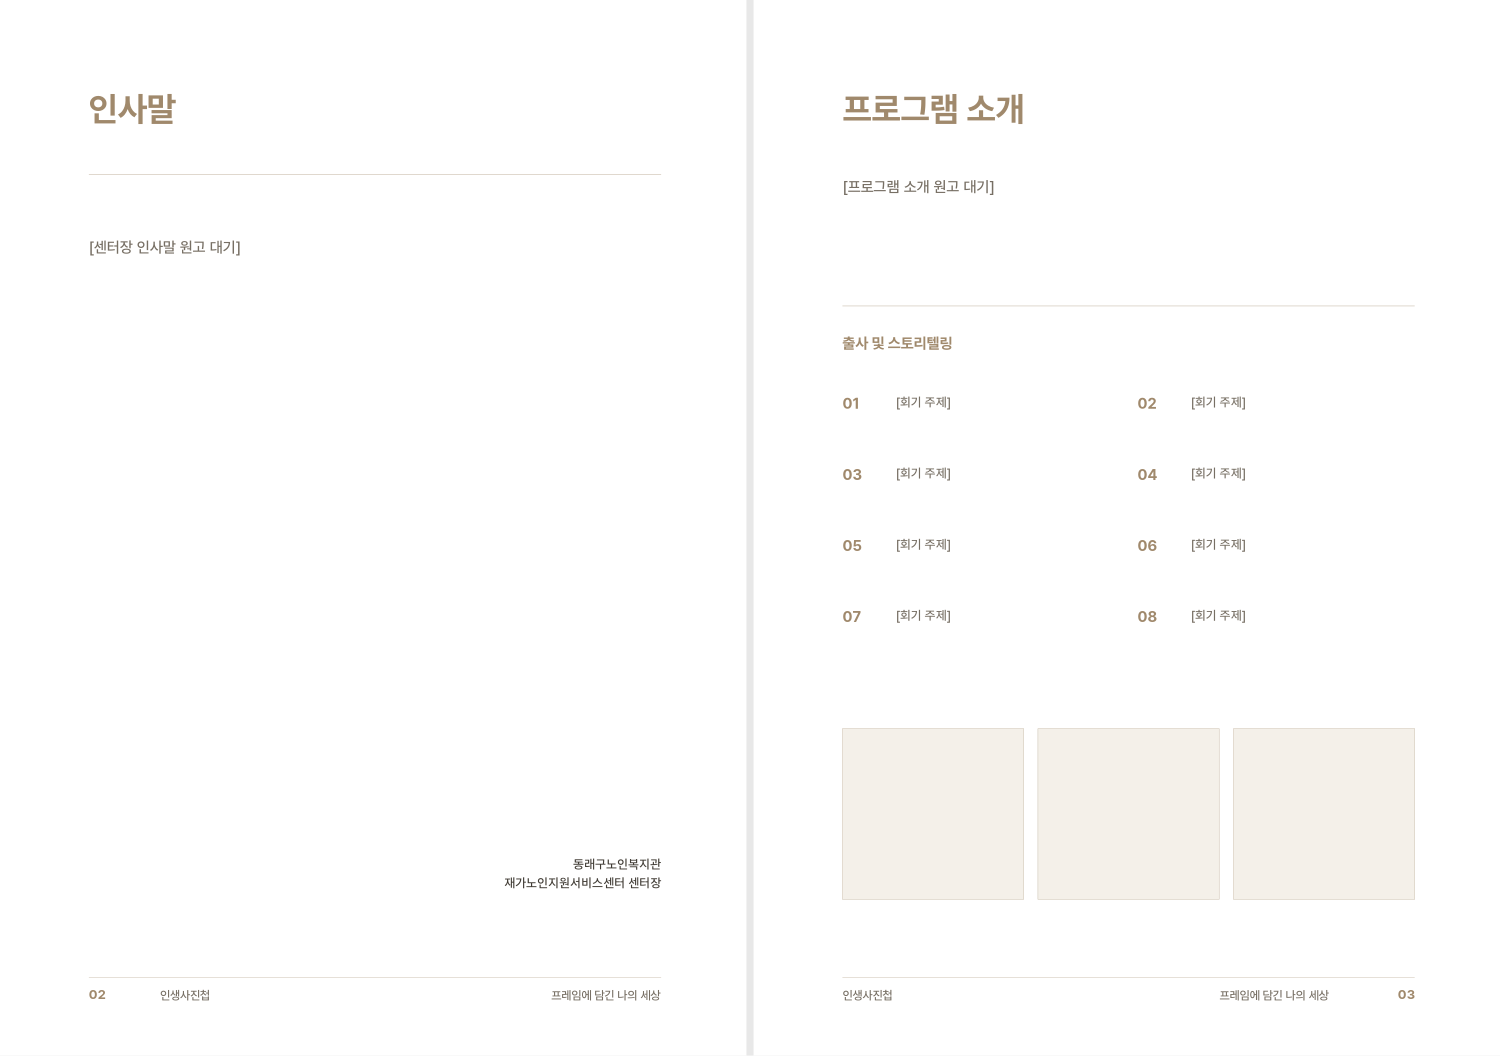 인사말
[센터장 인사말 원고 대기]
동래구노인복지관
재가노인지원서비스센터 센터장
02 인생사진첩 프레임에 담긴 나의 세상
프로그램 소개
[프로그램 소개 원고 대기]
출사 및 스토리텔링
01 [회기 주제] 02 [회기 주제]
03 [회기 주제] 04 [회기 주제]
05 [회기 주제] 06 [회기 주제]
07 [회기 주제] 08 [회기 주제]
인생사진첩 프레임에 담긴 나의 세상 03